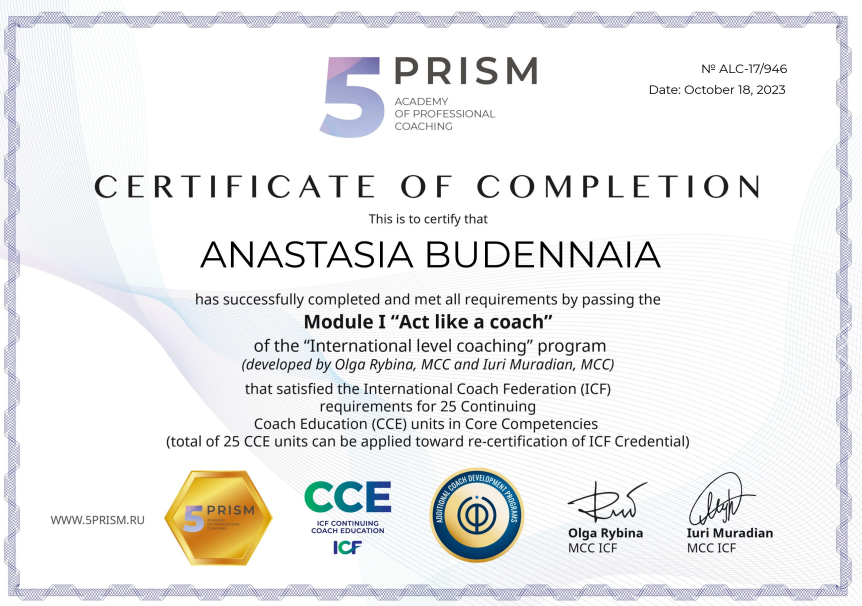 5 PRISM
ACADEMY
OF PROFESSIONAL
COACHING
№ ALC-17/946
Date: October 18, 2023
CERTIFICATE OF COMPLETION
This is to certify that
ANASTASIA BUDENNAIA
has successfully completed and met all requirements by passing the
Module I “Act like a coach”
of the “International level coaching” program
(developed by Olga Rybina, MCC and Iuri Muradian, MCC)
that satisfied the International Coach Federation (ICF)
requirements for 25 Continuing
Coach Education (CCE) units in Core Competencies
(total of 25 CCE units can be applied toward re-certification of ICF Credential)
WWW.5PRISM.RU
5 PRISM
ACADEMY
OF PROFESSIONAL
COACHING
CCE
ICF CONTINUING
COACH EDUCATION
ICF
ADDITIONAL COACH DEVELOPMENT PROGRAMS
Olga Rybina
MCC ICF
Iuri Muradian
MCC ICF